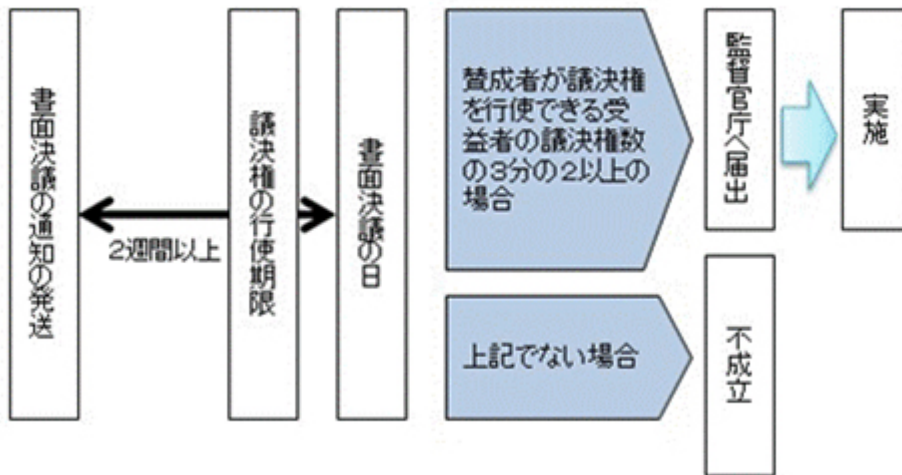 書面決議の通知の発送
2週間以上
議決権の行使期限
書面決議の日
賛成者が議決権
を行使できる受
益者の議決権数
の3分の2以上の
場合
監督官庁へ届出
実施
上記でない場合
不成立